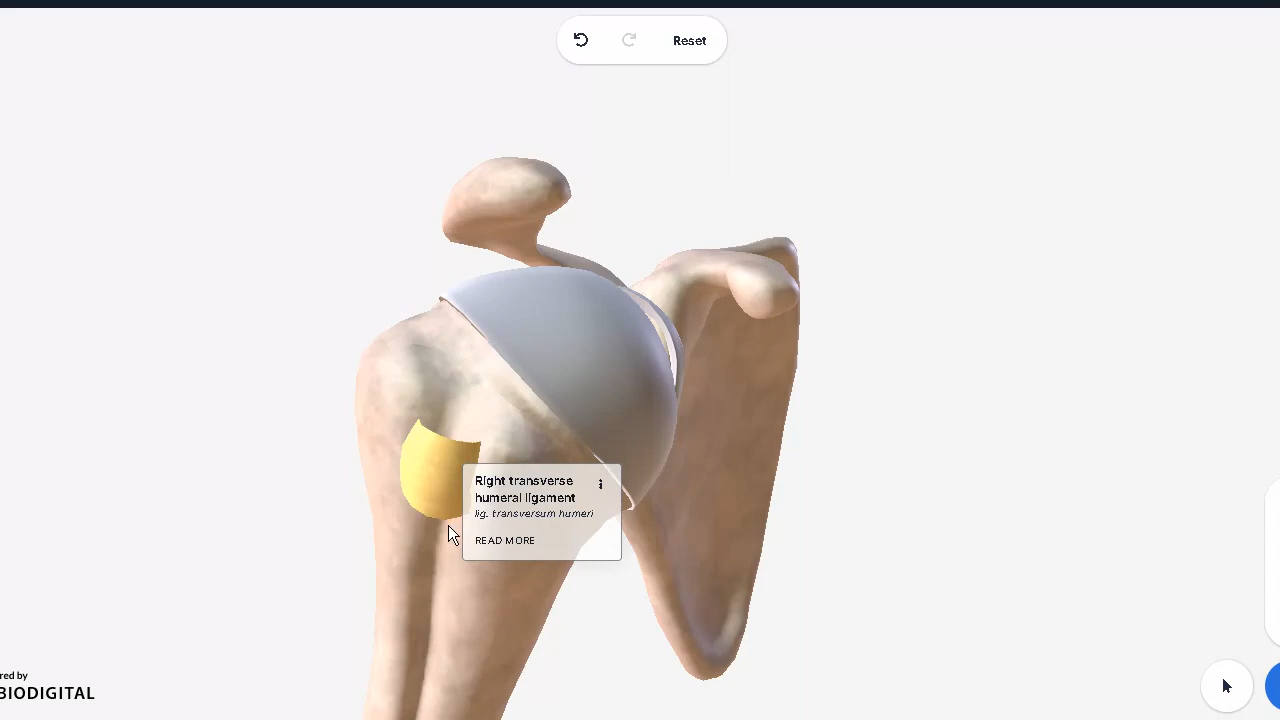 Reset
Right transverse
humeral ligament
lig. transversum humeri
READ MORE
red by
BIODIGITAL